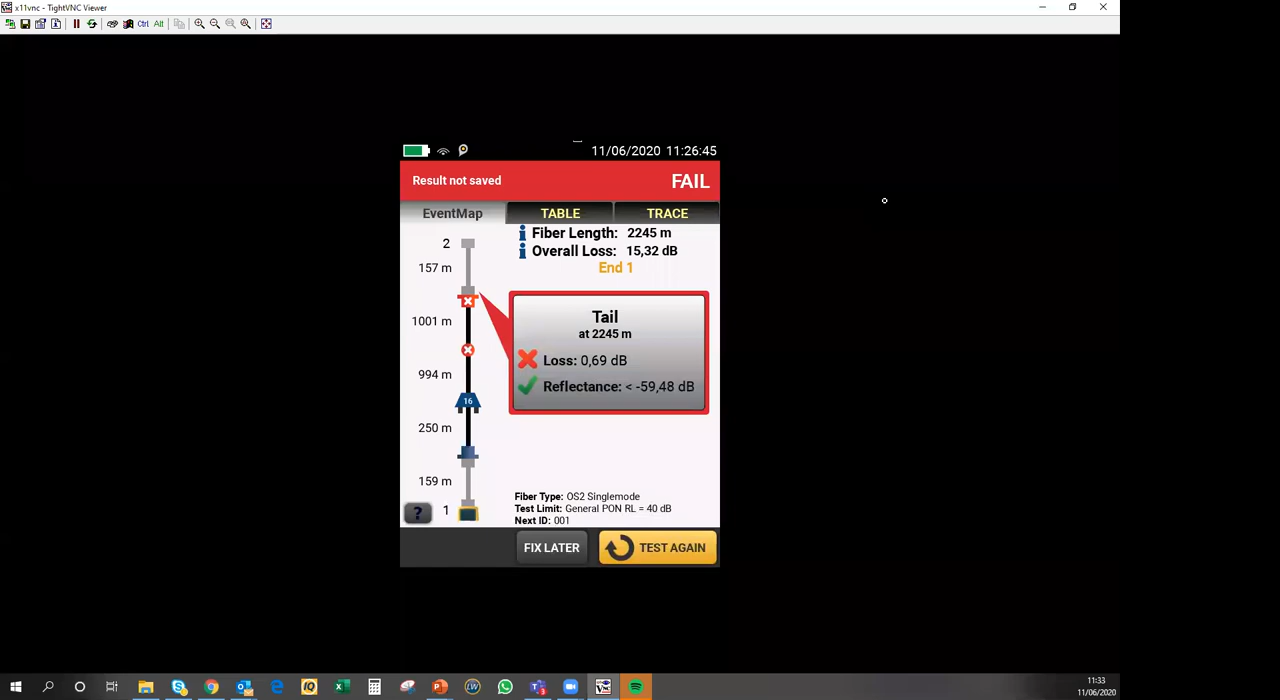 x11vnc - TightVNC Viewer
Ctrl Alt
11/06/2020 11:26:45
Result not saved FAIL
EventMap TABLE TRACE
2
157 m
1001 m
994 m
16
250 m
159 m
1
Fiber Length: 2245 m
Overall Loss: 15,32 dB
End 1
Tail
at 2245 m
Loss: 0,69 dB
Reflectance: < -59,48 dB
Fiber Type: OS2 Singlemode
Test Limit: General PON RL = 40 dB
Next ID: 001
?
FIX LATER TEST AGAIN
11:33
11/06/2020